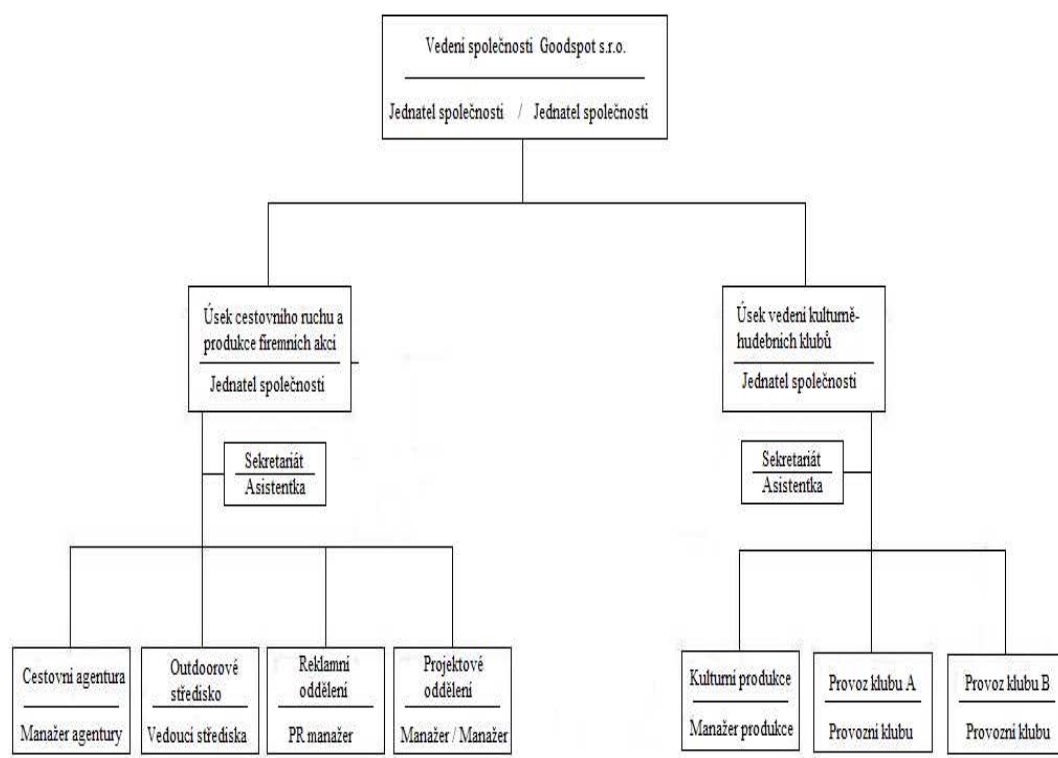 Vedení společnosti Goodspot s.r.o.
Jednatel společnosti / Jednatel společnosti
Úsek cestovního ruchu a
produkce firemních akcí
Jednatel společnosti
Sekretariát
Asistentka
Cestovní agentura
Manažer agentury
Outdoorové
středisko
Vedoucí střediska
Reklamní
oddělení
PR manažer
Projektové
oddělení
Manažer / Manažer
Úsek vedení kulturně-
hudebních klubů
Jednatel společnosti
Sekretariát
Asistentka
Kulturní produkce
Manažer produkce
Provoz klubu A
Provozní klubu
Provoz klubu B
Provozní klubu